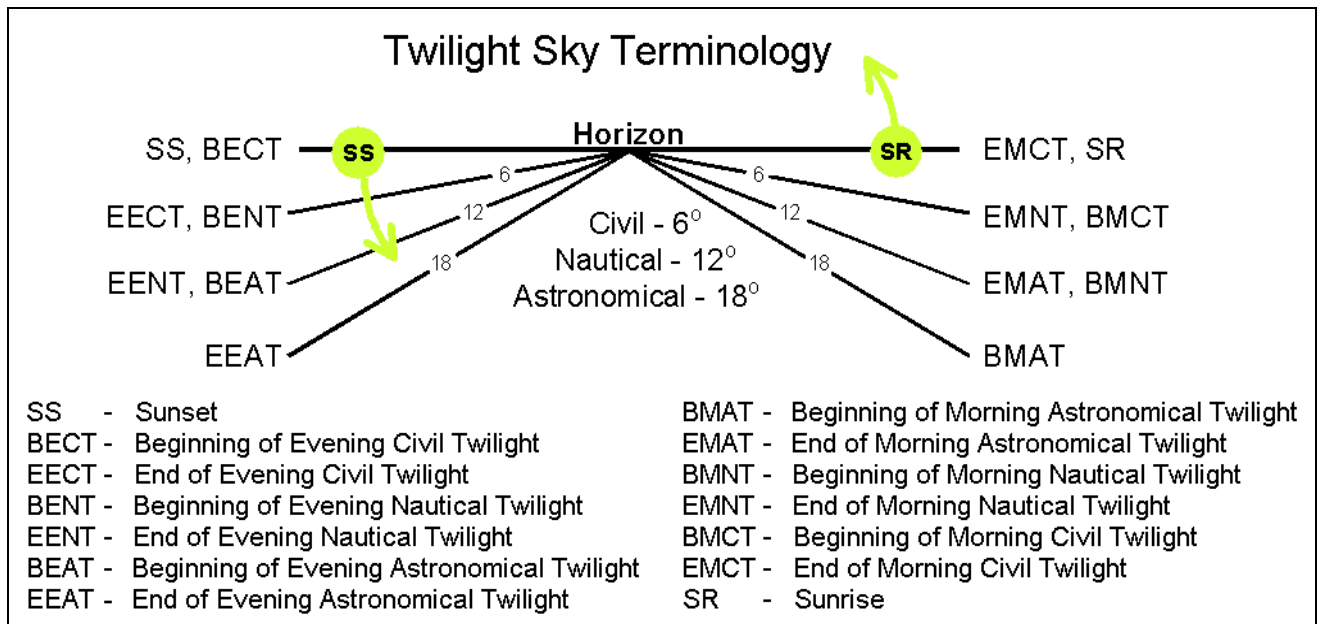 Twilight Sky Terminology
Horizon
SS, BECT
SS
SR
EMCT, SR
6
6
EECT, BENT
12
12
EMNT, BMCT
Civil - 6°
Nautical - 12°
Astronomical - 18°
EENT, BEAT
18
18
EMAT, BMNT
EEAT
BMAT
SS - Sunset
BECT - Beginning of Evening Civil Twilight
EECT - End of Evening Civil Twilight
BENT - Beginning of Evening Nautical Twilight
EENT - End of Evening Nautical Twilight
BEAT - Beginning of Evening Astronomical Twilight
EEAT - End of Evening Astronomical Twilight
BMAT - Beginning of Morning Astronomical Twilight
EMAT - End of Morning Astronomical Twilight
BMNT - Beginning of Morning Nautical Twilight
EMNT - End of Morning Nautical Twilight
BMCT - Beginning of Morning Civil Twilight
EMCT - End of Morning Civil Twilight
SR - Sunrise